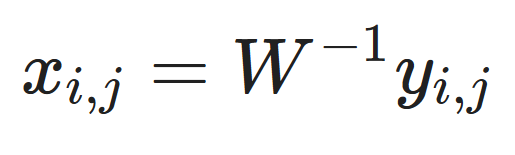 x_{i,j} = W^{-1} y_{i,j}